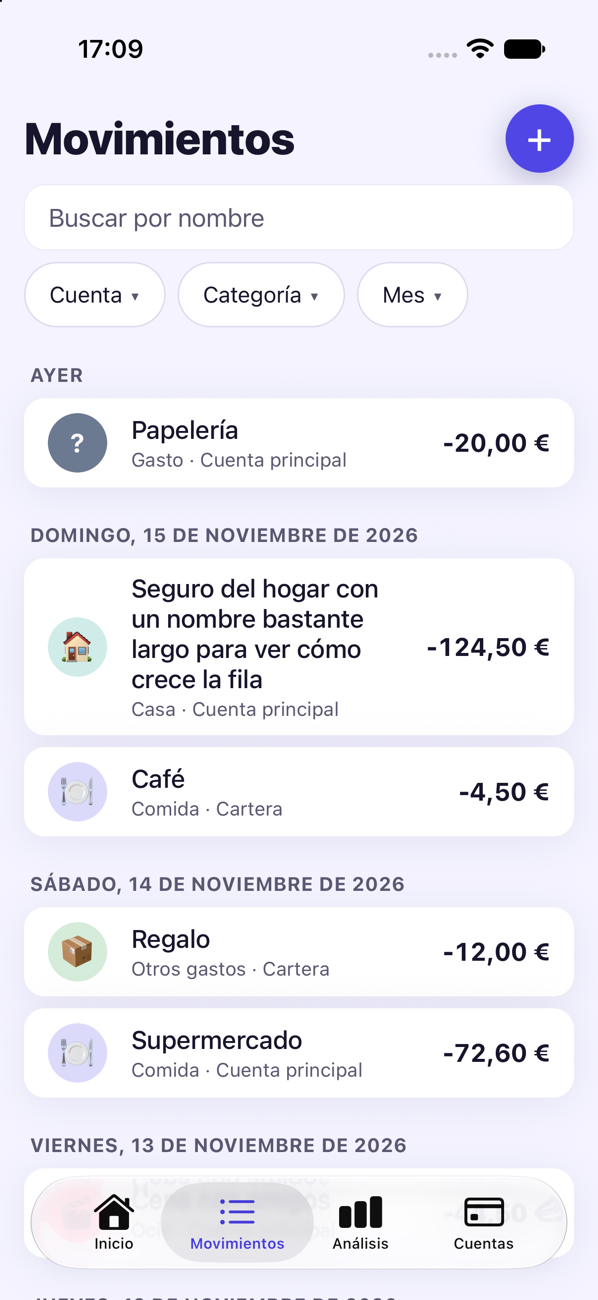 17:09
Movimientos
+
Buscar por nombre
Cuenta ▾
Categoría ▾
Mes ▾
AYER
?
Papelería
Gasto · Cuenta principal
-20,00 €
DOMINGO, 15 DE NOVIEMBRE DE 2026
Seguro del hogar con
un nombre bastante
largo para ver cómo
crece la fila
Casa · Cuenta principal
-124,50 €
Café
Comida · Cartera
-4,50 €
SÁBADO, 14 DE NOVIEMBRE DE 2026
Regalo
Otros gastos · Cartera
-12,00 €
Supermercado
Comida · Cuenta principal
-72,60 €
VIERNES, 13 DE NOVIEMBRE DE 2026
Inicio
Movimientos
Análisis
Cuentas